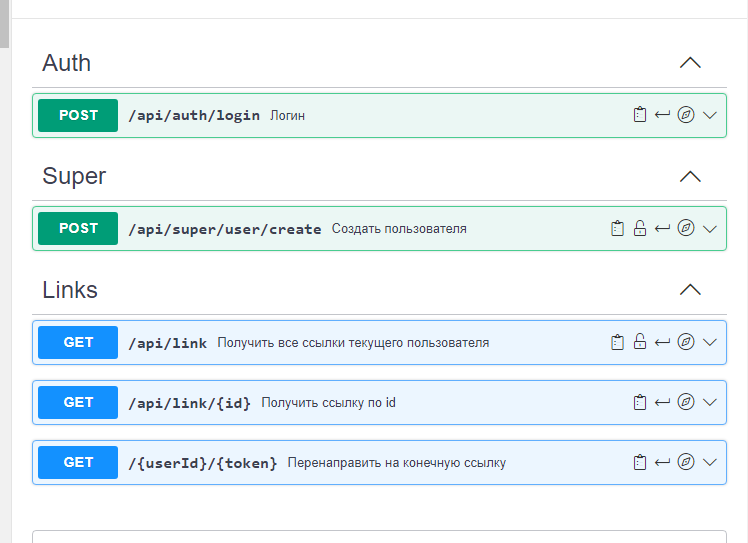 Auth
POST /api/auth/login Логин
Super
POST /api/super/user/create Создать пользователя
Links
GET /api/link Получить все ссылки текущего пользователя
GET /api/link/{id} Получить ссылку по id
GET /{userId}/{token} Перенаправить на конечную ссылку